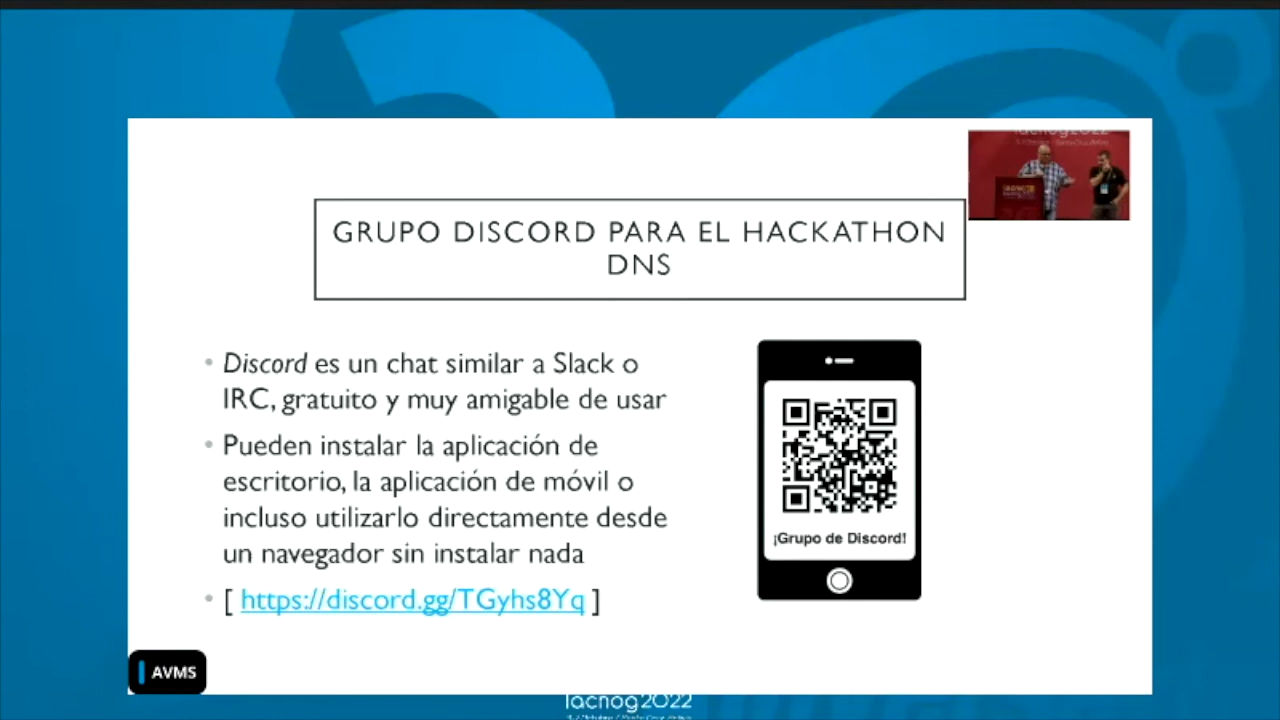 lacnog2022
GRUPO DISCORD PARA EL HACKATHON
DNS
Discord es un chat similar a Slack o
IRC, gratuito y muy amigable de usar
Pueden instalar la aplicación de
escritorio, la aplicación de móvil o
incluso utilizarlo directamente desde
un navegador sin instalar nada
[ https://discord.gg/TGyhs8Yq ]
¡Grupo de Discord!
AVMS
lacnog2022